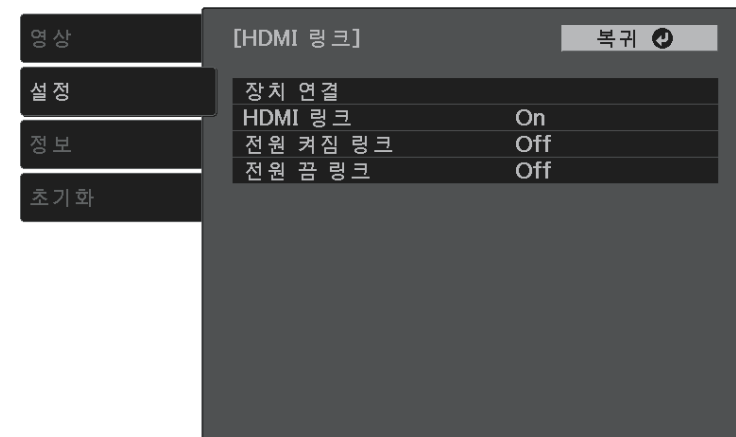 영상
설정
정보
초기화
[HDMI 링크]
복귀
장치 연결
HDMI 링크 On
전원 켜짐 링크 Off
전원 끔 링크 Off